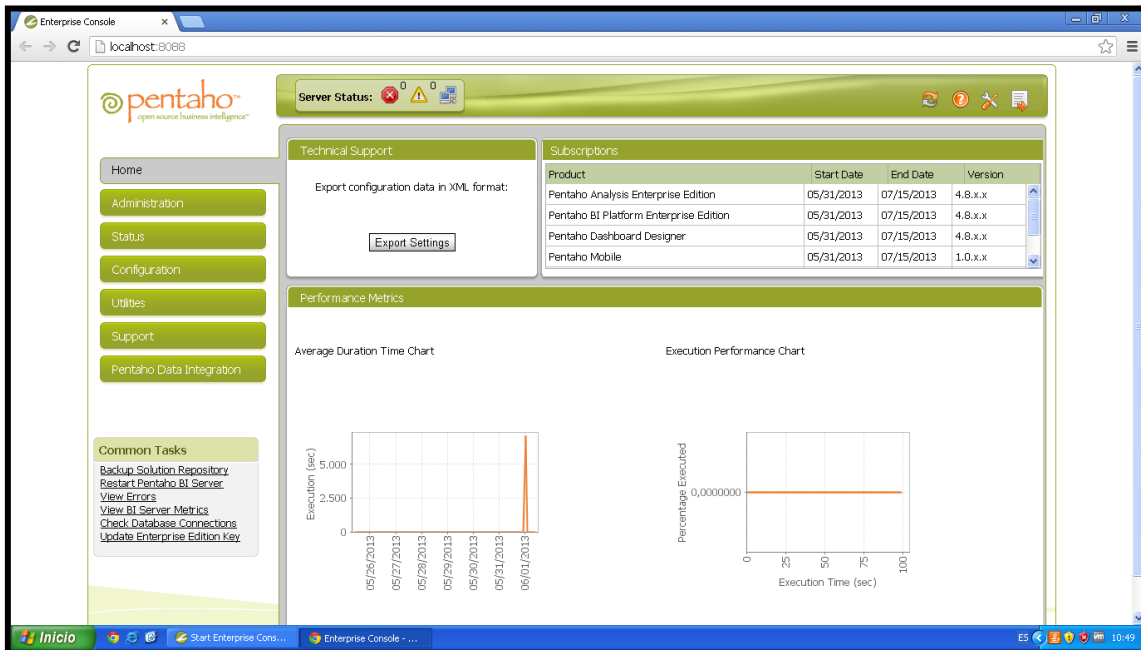 Enterprise Console
localhost:8088
pentaho™
open source business intelligence™
Server Status: 0 0
Home
Administration
Status
Configuration
Utilities
Support
Pentaho Data Integration
Common Tasks
Backup Solution Repository
Restart Pentaho BI Server
View Errors
View BI Server Metrics
Check Database Connections
Update Enterprise Edition Key
Technical Support
Export configuration data in XML format:
Export Settings
Subscriptions
Product Start Date End Date Version
Pentaho Analysis Enterprise Edition 05/31/2013 07/15/2013 4.8.x.x
Pentaho BI Platform Enterprise Edition 05/31/2013 07/15/2013 4.8.x.x
Pentaho Dashboard Designer 05/31/2013 07/15/2013 4.8.x.x
Pentaho Mobile 05/31/2013 07/15/2013 1.0.x.x
Performance Metrics
Average Duration Time Chart
Execution (sec)
5.000
2.500
0
05/26/2013
05/27/2013
05/28/2013
05/29/2013
05/30/2013
05/31/2013
06/01/2013
Execution Performance Chart
Percentage Executed
0,0000000
0 25 50 75 100
Execution Time (sec)
Inicio
Start Enterprise Cons...
Enterprise Console - ...
ES
10:49